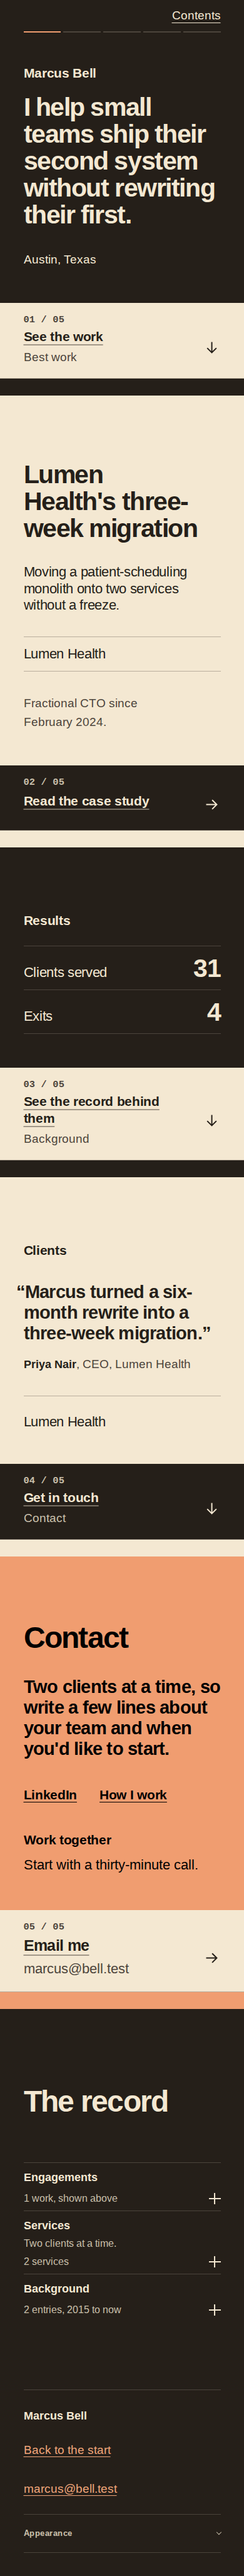 Contents
Marcus Bell
I help small
teams ship their
second system
without rewriting
their first.
Austin, Texas
01 / 05
See the work
Best work
Lumen
Health's three-
week migration
Moving a patient-scheduling
monolith onto two services
without a freeze.
Lumen Health
Fractional CTO since
February 2024.
02 / 05
Read the case study
Results
Clients served 31
Exits 4
03 / 05
See the record behind
them
Background
Clients
“Marcus turned a six-
month rewrite into a
three-week migration.”
Priya Nair, CEO, Lumen Health
Lumen Health
04 / 05
Get in touch
Contact
Contact
Two clients at a time, so
write a few lines about
your team and when
you'd like to start.
LinkedIn How I work
Work together
Start with a thirty-minute call.
05 / 05
Email me
marcus@bell.test
The record
Engagements
1 work, shown above
Services
Two clients at a time.
2 services
Background
2 entries, 2015 to now
Marcus Bell
Back to the start
marcus@bell.test
Appearance